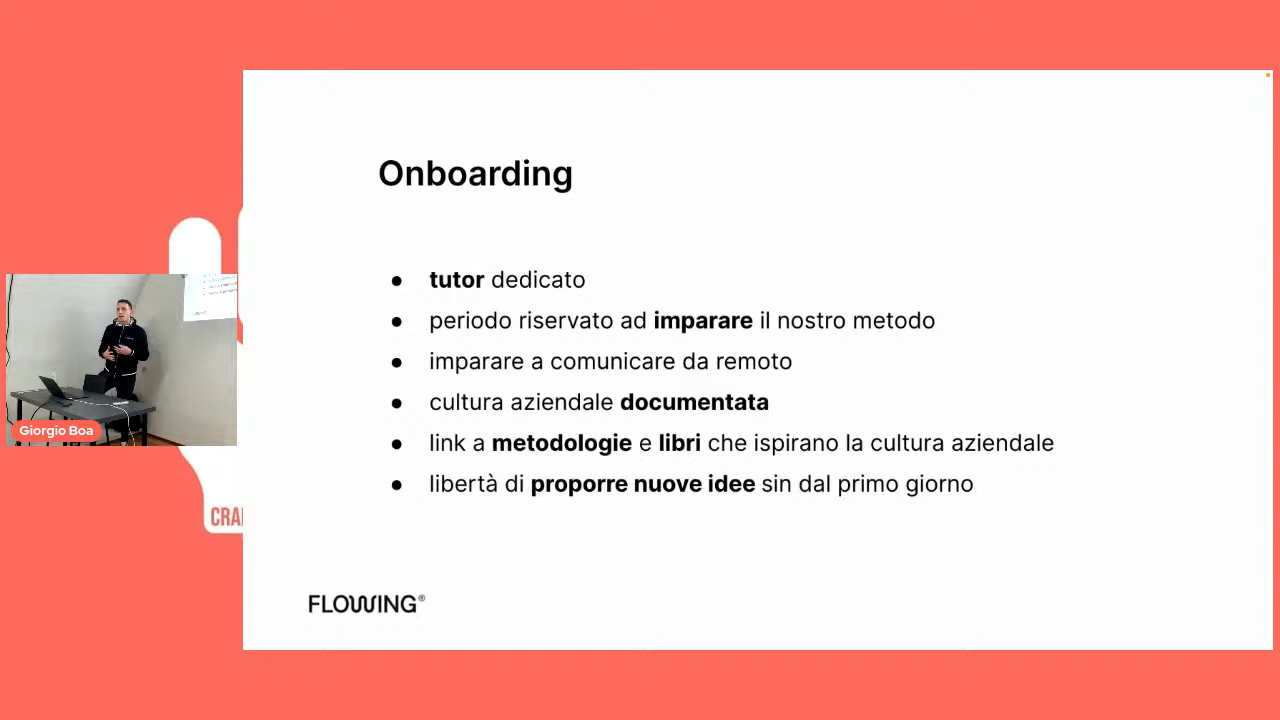 Onboarding
● tutor dedicato
● periodo riservato ad imparare il nostro metodo
● imparare a comunicare da remoto
● cultura aziendale documentata
● link a metodologie e libri che ispirano la cultura aziendale
● libertà di proporre nuove idee sin dal primo giorno
FLOWING®
Giorgio Boa
CRA